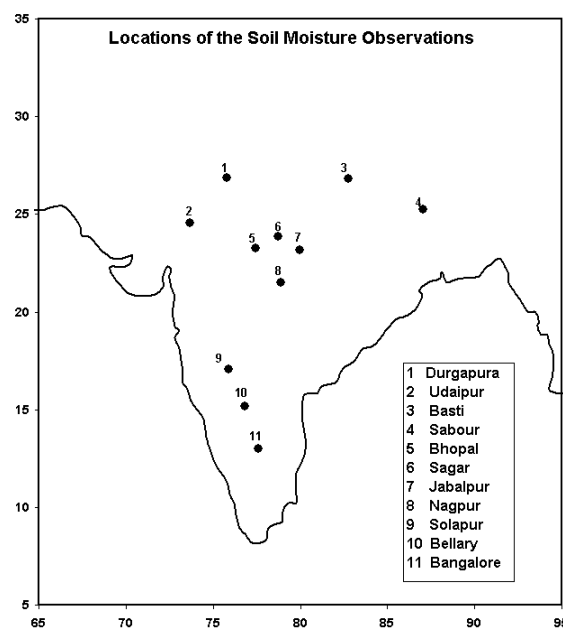 35
Locations of the Soil Moisture Observations
30
1
3
4
2
25
6
5
7
8
20
9
10
15
11
1 Durgapura
2 Udaipur
3 Basti
4 Sabour
5 Bhopal
6 Sagar
7 Jabalpur
8 Nagpur
9 Solapur
10 Bellary
11 Bangalore
10
5
65 70 75 80 85 90 95